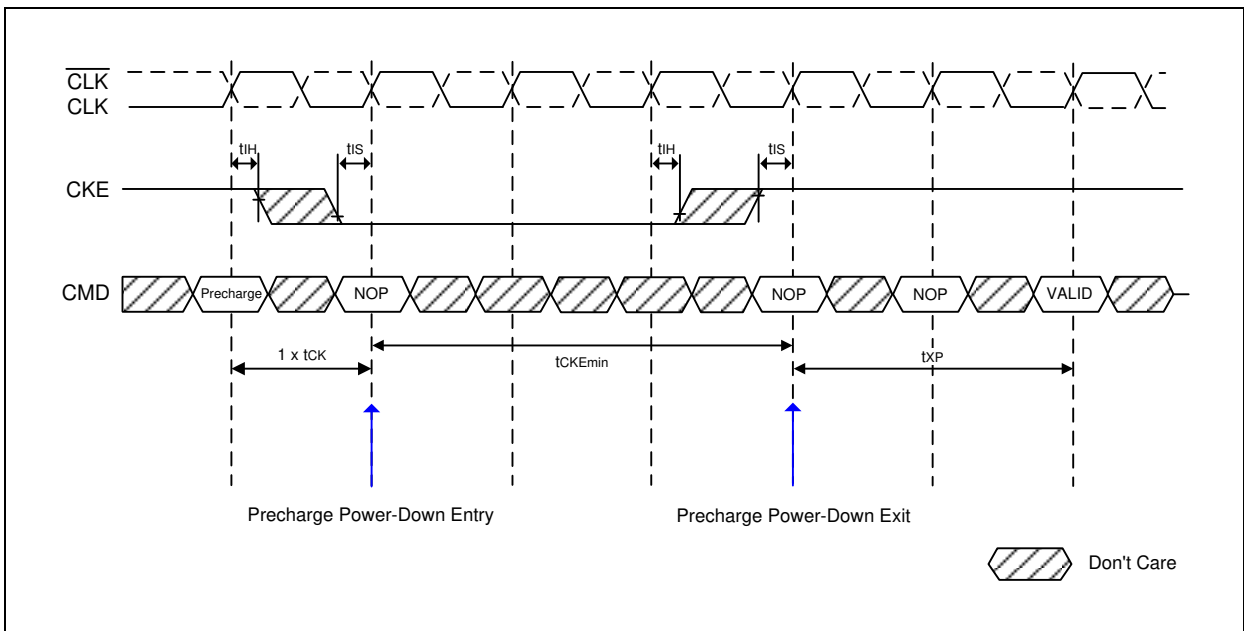 CLK
CLK
tIH
tIS
tIH
tIS
CKE
CMD
Precharge
NOP
NOP
NOP
VALID
1 x tCK
tCKEmin
tXP
Precharge Power-Down Entry
Precharge Power-Down Exit
Don't Care